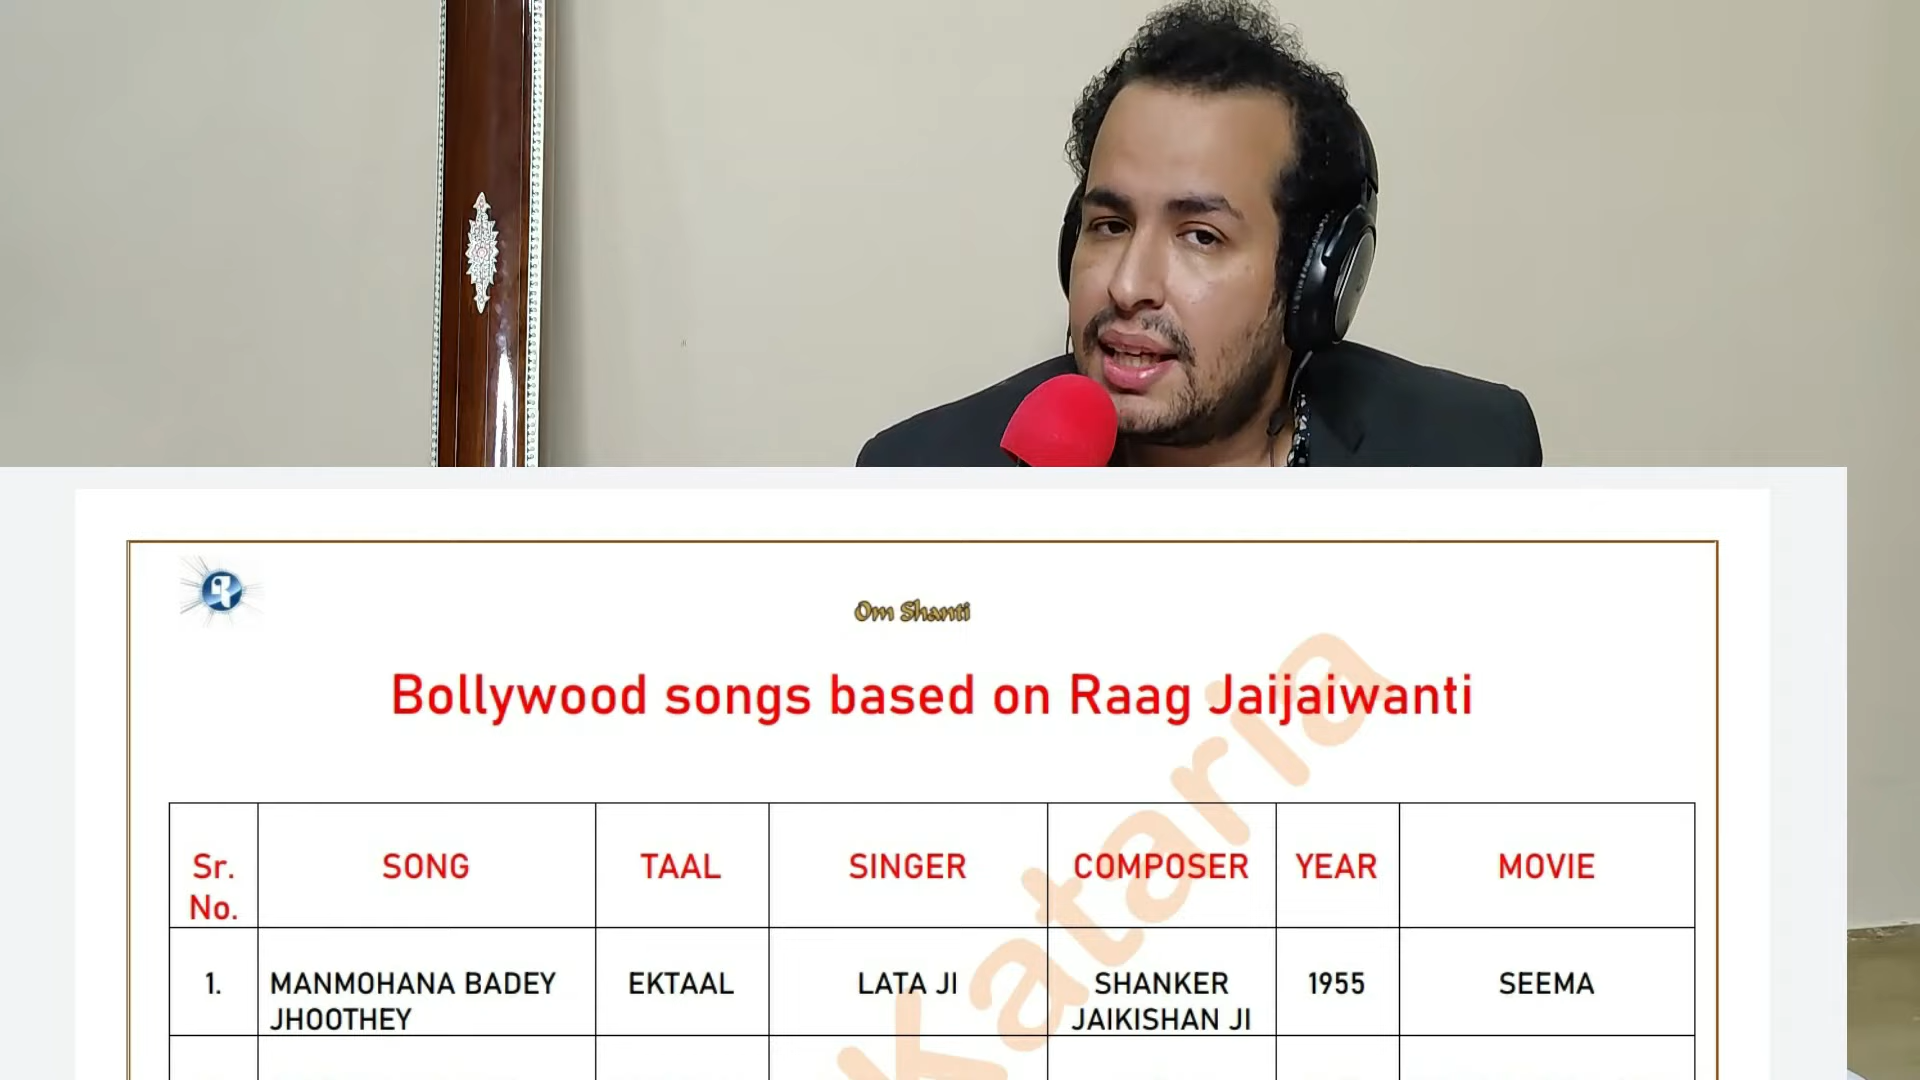 Om Shanti
Bollywood songs based on Raag Jaijaiwanti
Sr. No. SONG TAAL SINGER COMPOSER YEAR MOVIE
1. MANMOHANA BADEY JHOOTHEY EKTAAL LATA JI SHANKER JAIKISHAN JI 1955 SEEMA
Kataria